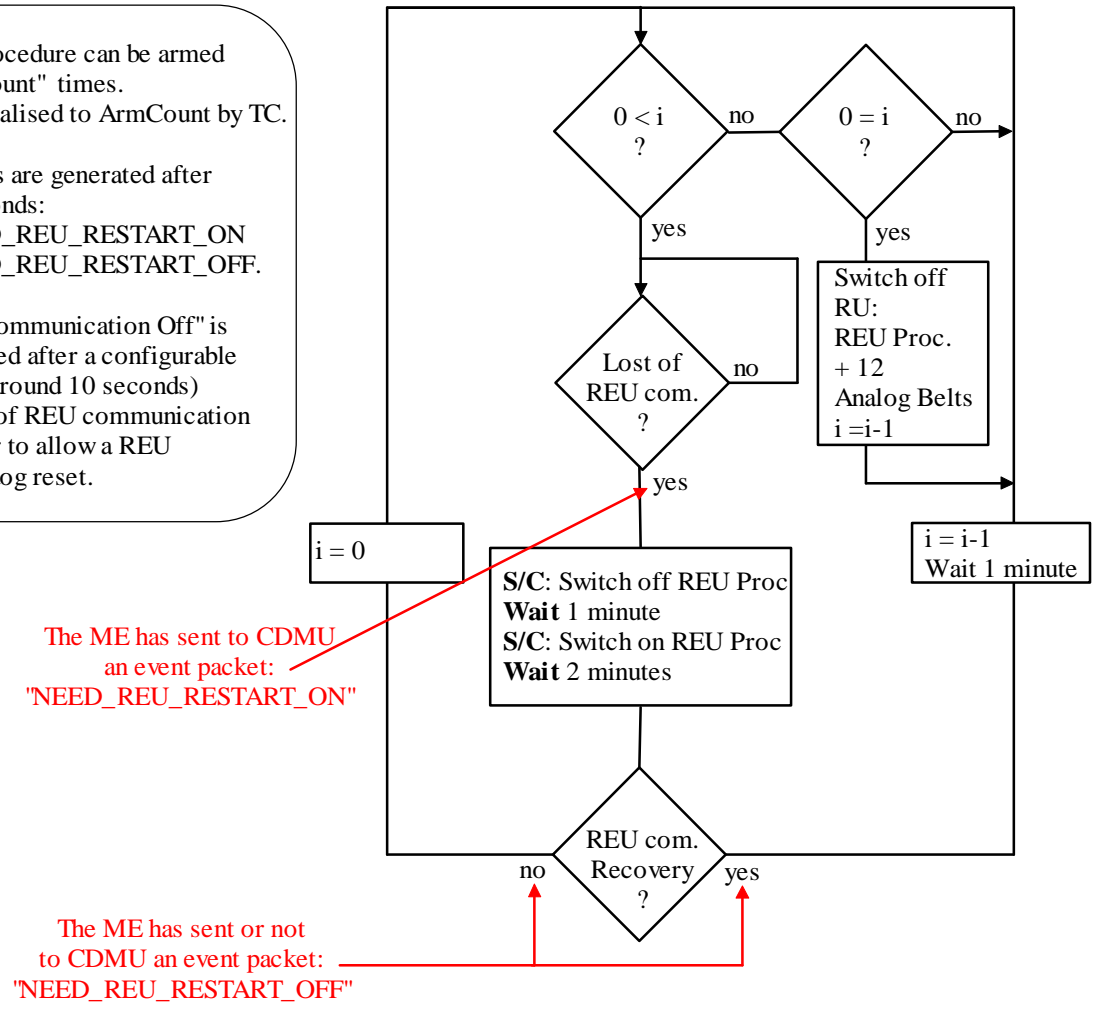 ocedure can be armed
unt" times.
alised to ArmCount by TC.
s are generated after
onds:
_REU_RESTART_ON
_REU_RESTART_OFF.
ommunication Off" is
ed after a configurable
round 10 seconds)
of REU communication
to allow a REU
og reset.
0 < i
?
no
0 = i
?
no
yes
yes
Switch off
RU:
REU Proc.
+ 12
Analog Belts
i =i-1
Lost of
REU com.
?
no
yes
i = 0
i = i-1
Wait 1 minute
S/C: Switch off REU Proc
Wait 1 minute
S/C: Switch on REU Proc
Wait 2 minutes
The ME has sent to CDMU
an event packet:
"NEED_REU_RESTART_ON"
REU com.
Recovery
?
no
yes
The ME has sent or not
to CDMU an event packet:
"NEED_REU_RESTART_OFF"